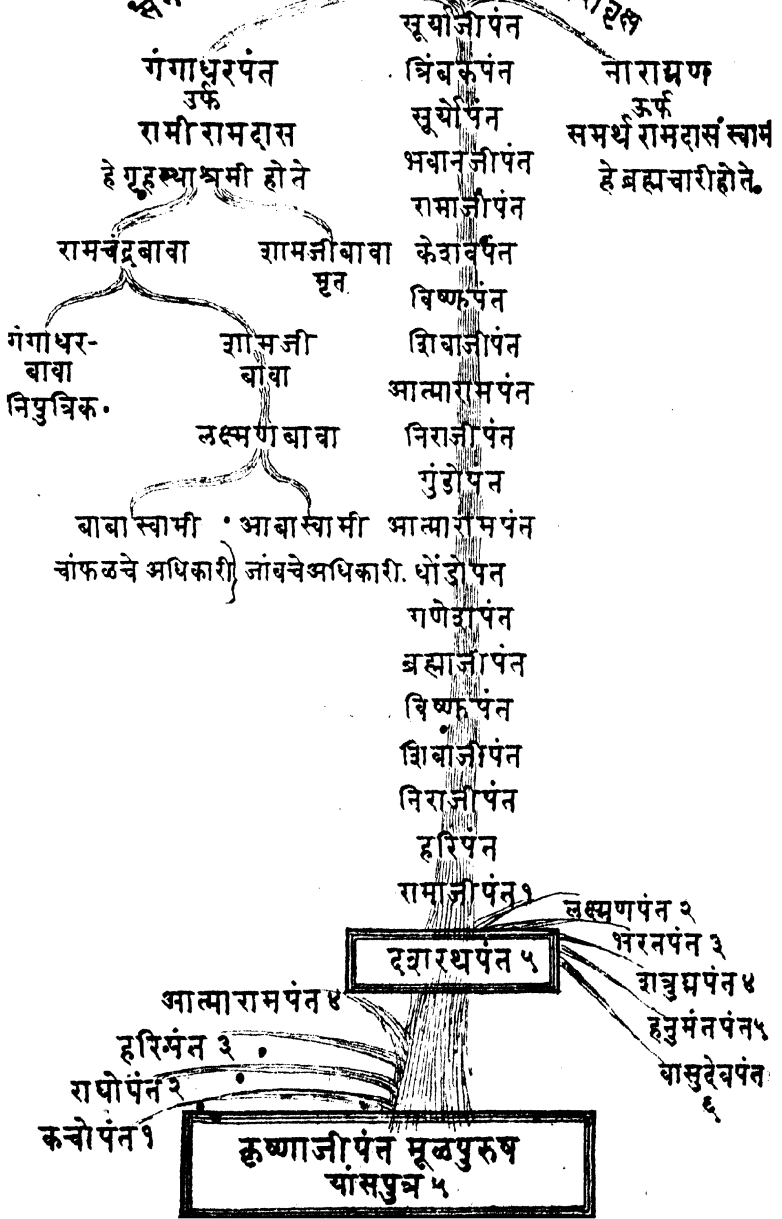 सूर्याजीपंत
गंगाधरपंत
उर्फ
रामी रामदास
हे गृहस्थाश्रमी होते
त्रिंबकपंत
नारायण
ऊर्फ
समर्थ रामदास स्वामी
हे ब्रह्मचारी होते.
सूर्योपंत
भवानजीपंत
रामाजीपंत
रामचंद्रबावा
शामजीबावा
मृत
केशवपंत
विष्णुपंत
गंगाधर-
बावा
निपुत्रिक.
शामजी
बावा
शिवाजीपंत
आत्मारामपंत
लक्ष्मणबावा
निराजीपंत
गुंडोपंत
बाबास्वामी
चांफळचे अधिकारी
आबास्वामी
जांबचे अधिकारी.
आत्मारामपंत
धोंडोपंत
गणेशपंत
ब्रह्माजीपंत
विष्णुपंत
शिवाजीपंत
निराजीपंत
हरिपंत
रामाजीपंत १
लक्ष्मणपंत २
भरतपंत ३
शत्रुघ्नपंत ४
हनुमंतपंत ५
वासुदेवपंत
६
दशरथपंत ५
आत्मारामपंत ४
हरिपंत ३
राघोपंत २
कचोपंत १
कृष्णाजीपंत मूळपुरुष
यांसपुत्र ५